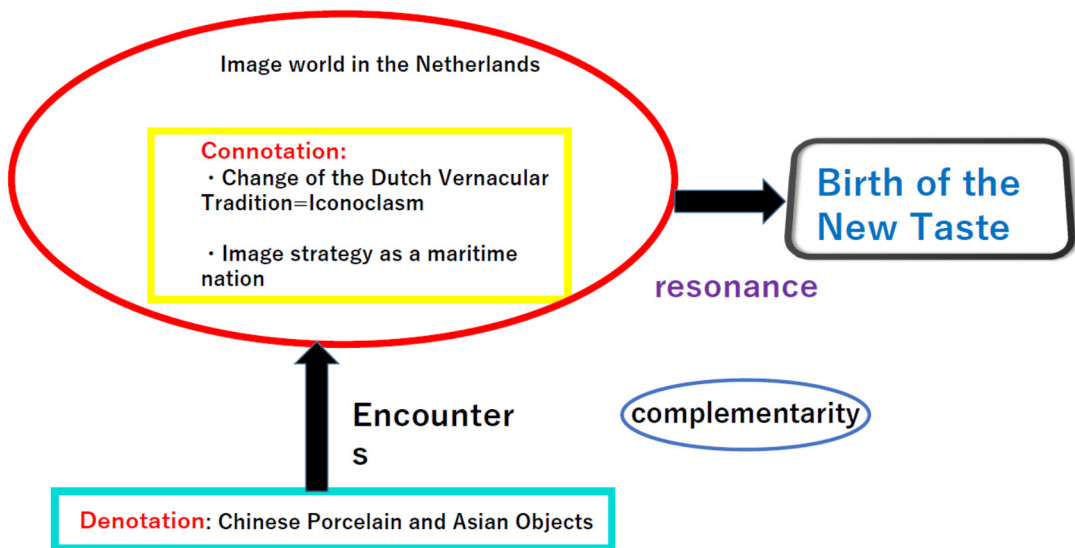 Image world in the Netherlands
Connotation:
・Change of the Dutch Vernacular
Tradition=Iconoclasm
・Image strategy as a maritime
nation
Birth of the
New Taste
resonance
Encounter
s
complementarity
Denotation: Chinese Porcelain and Asian Objects